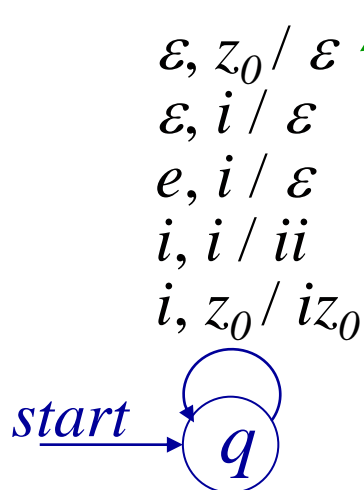 ε, z₀ / ε
ε, i / ε
e, i / ε
i, i / ii
i, z₀ / iz₀
start
q